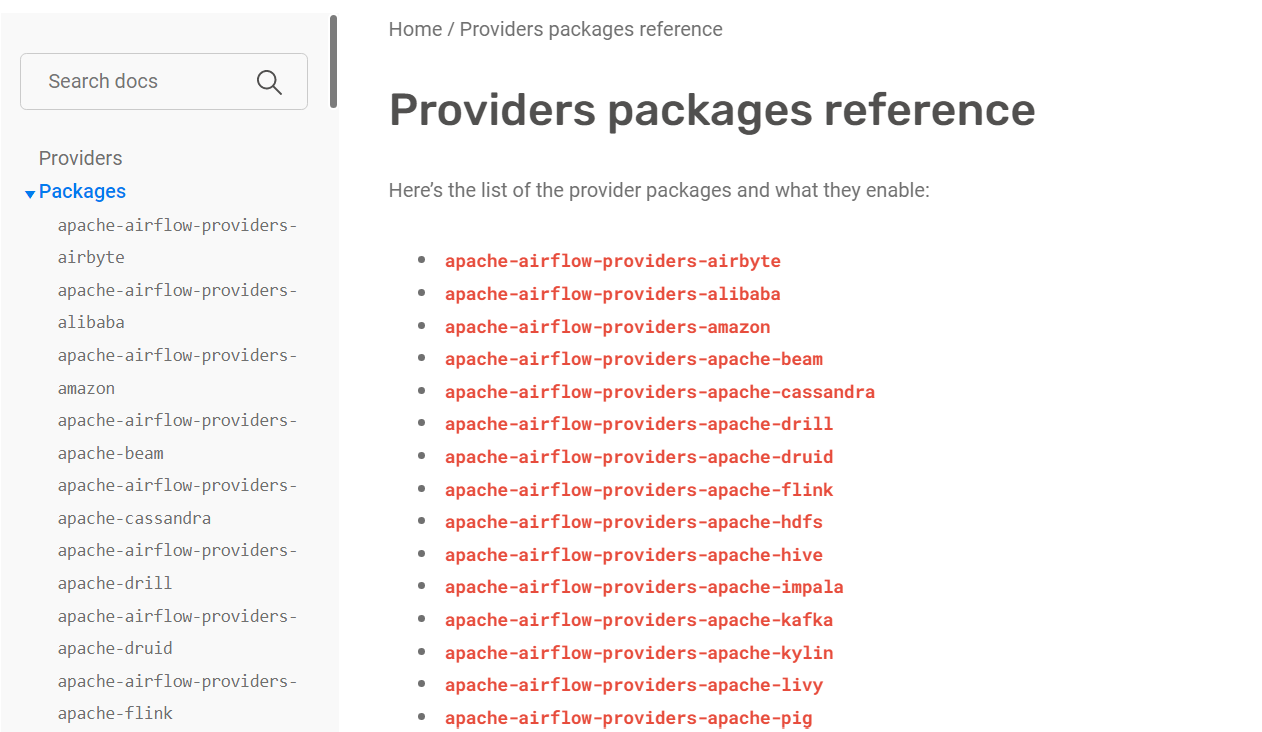 Search docs
Providers
Packages
apache-airflow-providers-
airbyte
apache-airflow-providers-
alibaba
apache-airflow-providers-
amazon
apache-airflow-providers-
apache-beam
apache-airflow-providers-
apache-cassandra
apache-airflow-providers-
apache-drill
apache-airflow-providers-
apache-druid
apache-airflow-providers-
apache-flink
Home / Providers packages reference
Providers packages reference
Here’s the list of the provider packages and what they enable:
apache-airflow-providers-airbyte
apache-airflow-providers-alibaba
apache-airflow-providers-amazon
apache-airflow-providers-apache-beam
apache-airflow-providers-apache-cassandra
apache-airflow-providers-apache-drill
apache-airflow-providers-apache-druid
apache-airflow-providers-apache-flink
apache-airflow-providers-apache-hdfs
apache-airflow-providers-apache-hive
apache-airflow-providers-apache-impala
apache-airflow-providers-apache-kafka
apache-airflow-providers-apache-kylin
apache-airflow-providers-apache-livy
apache-airflow-providers-apache-pig